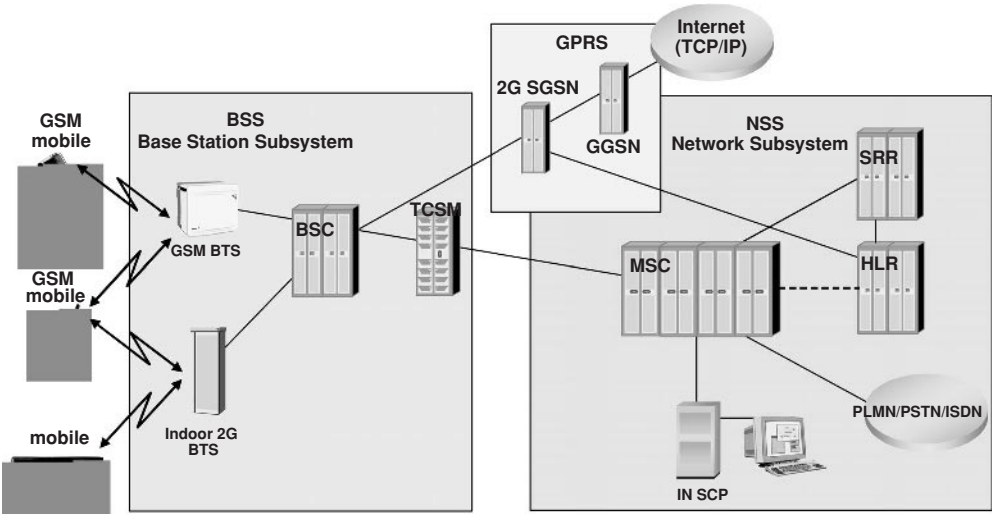 Internet
(TCP/IP)
GPRS
2G SGSN
GGSN
BSS
Base Station Subsystem
NSS
Network Subsystem
GSM
mobile
SRR
GSM BTS
BSC
TCSM
MSC
HLR
GSM
mobile
mobile
Indoor 2G
BTS
PLMN/PSTN/ISDN
IN SCP